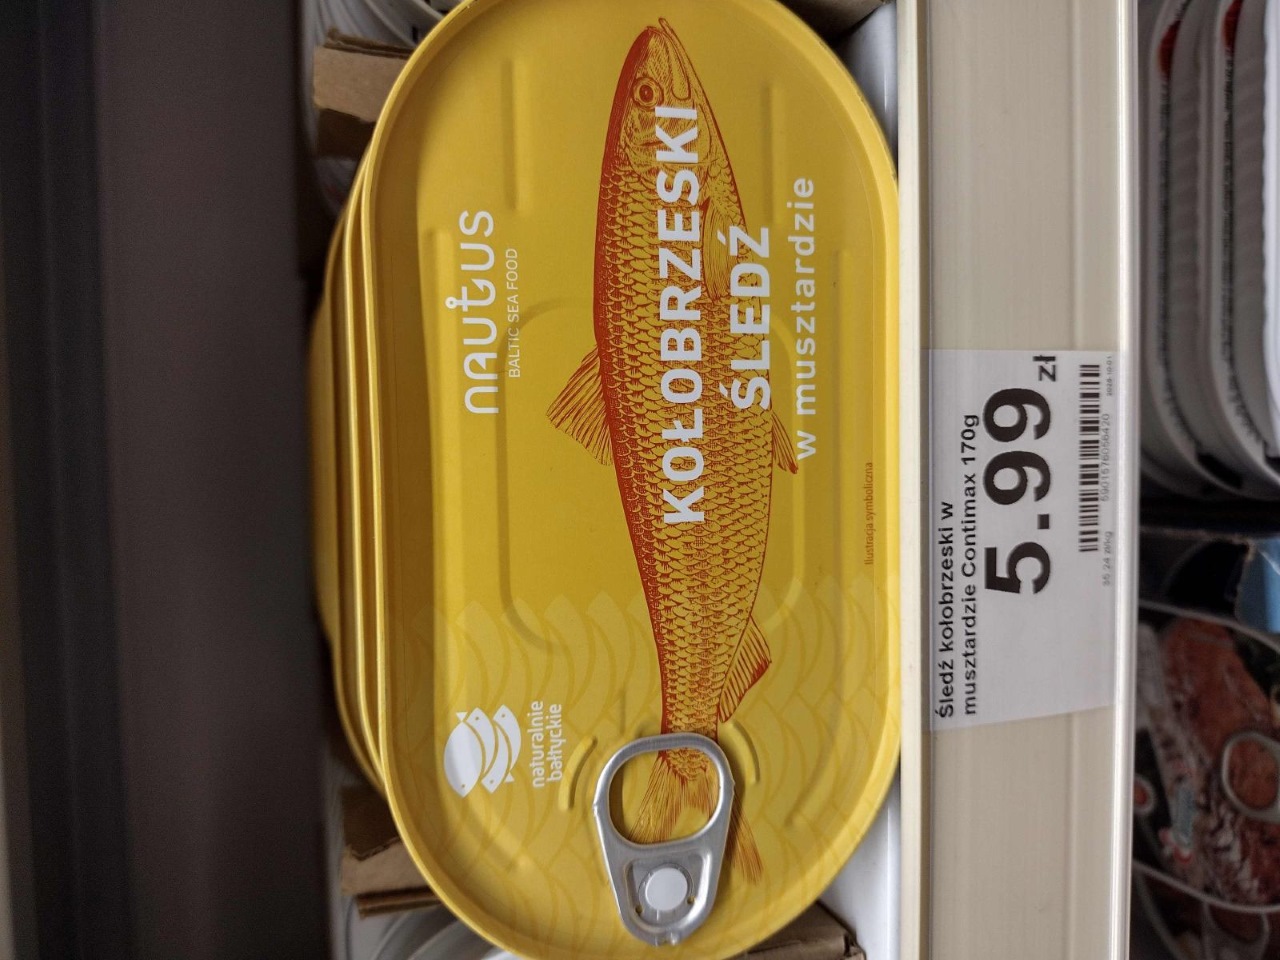 nautus
BALTIC SEA FOOD
KOŁOBRZESKI
ŚLEDŹ
w musztardzie
naturalnie
bałtyckie
Ilustracja symboliczna
Śledź kołobrzeski w
musztardzie Contimax 170g
5.99 zł